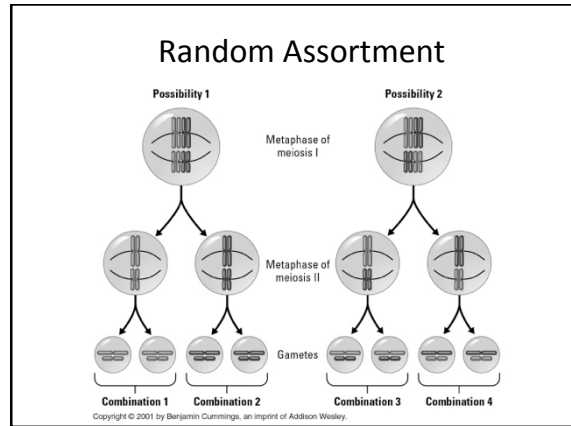 Random Assortment
Possibility 1
Possibility 2
Metaphase of
meiosis I
Metaphase of
meiosis II
Gametes
Combination 1
Combination 2
Combination 3
Combination 4
Copyright © 2001 by Benjamin Cummings, an imprint of Addison Wesley.